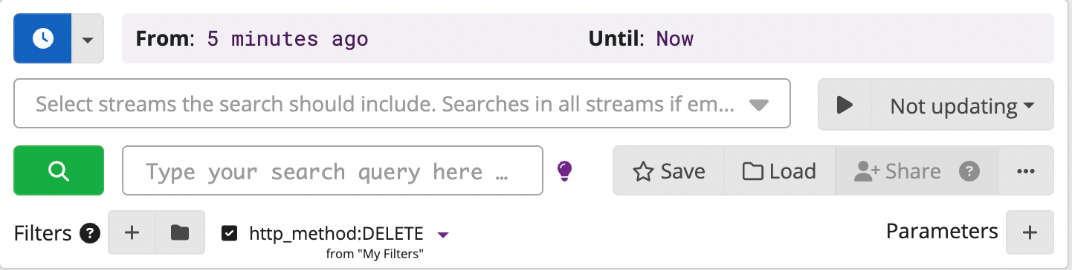 From: 5 minutes ago Until: Now
Select streams the search should include. Searches in all streams if em... Not updating
Type your search query here … Save Load Share ? ...
Filters ? + http_method:DELETE Parameters +
from "My Filters"